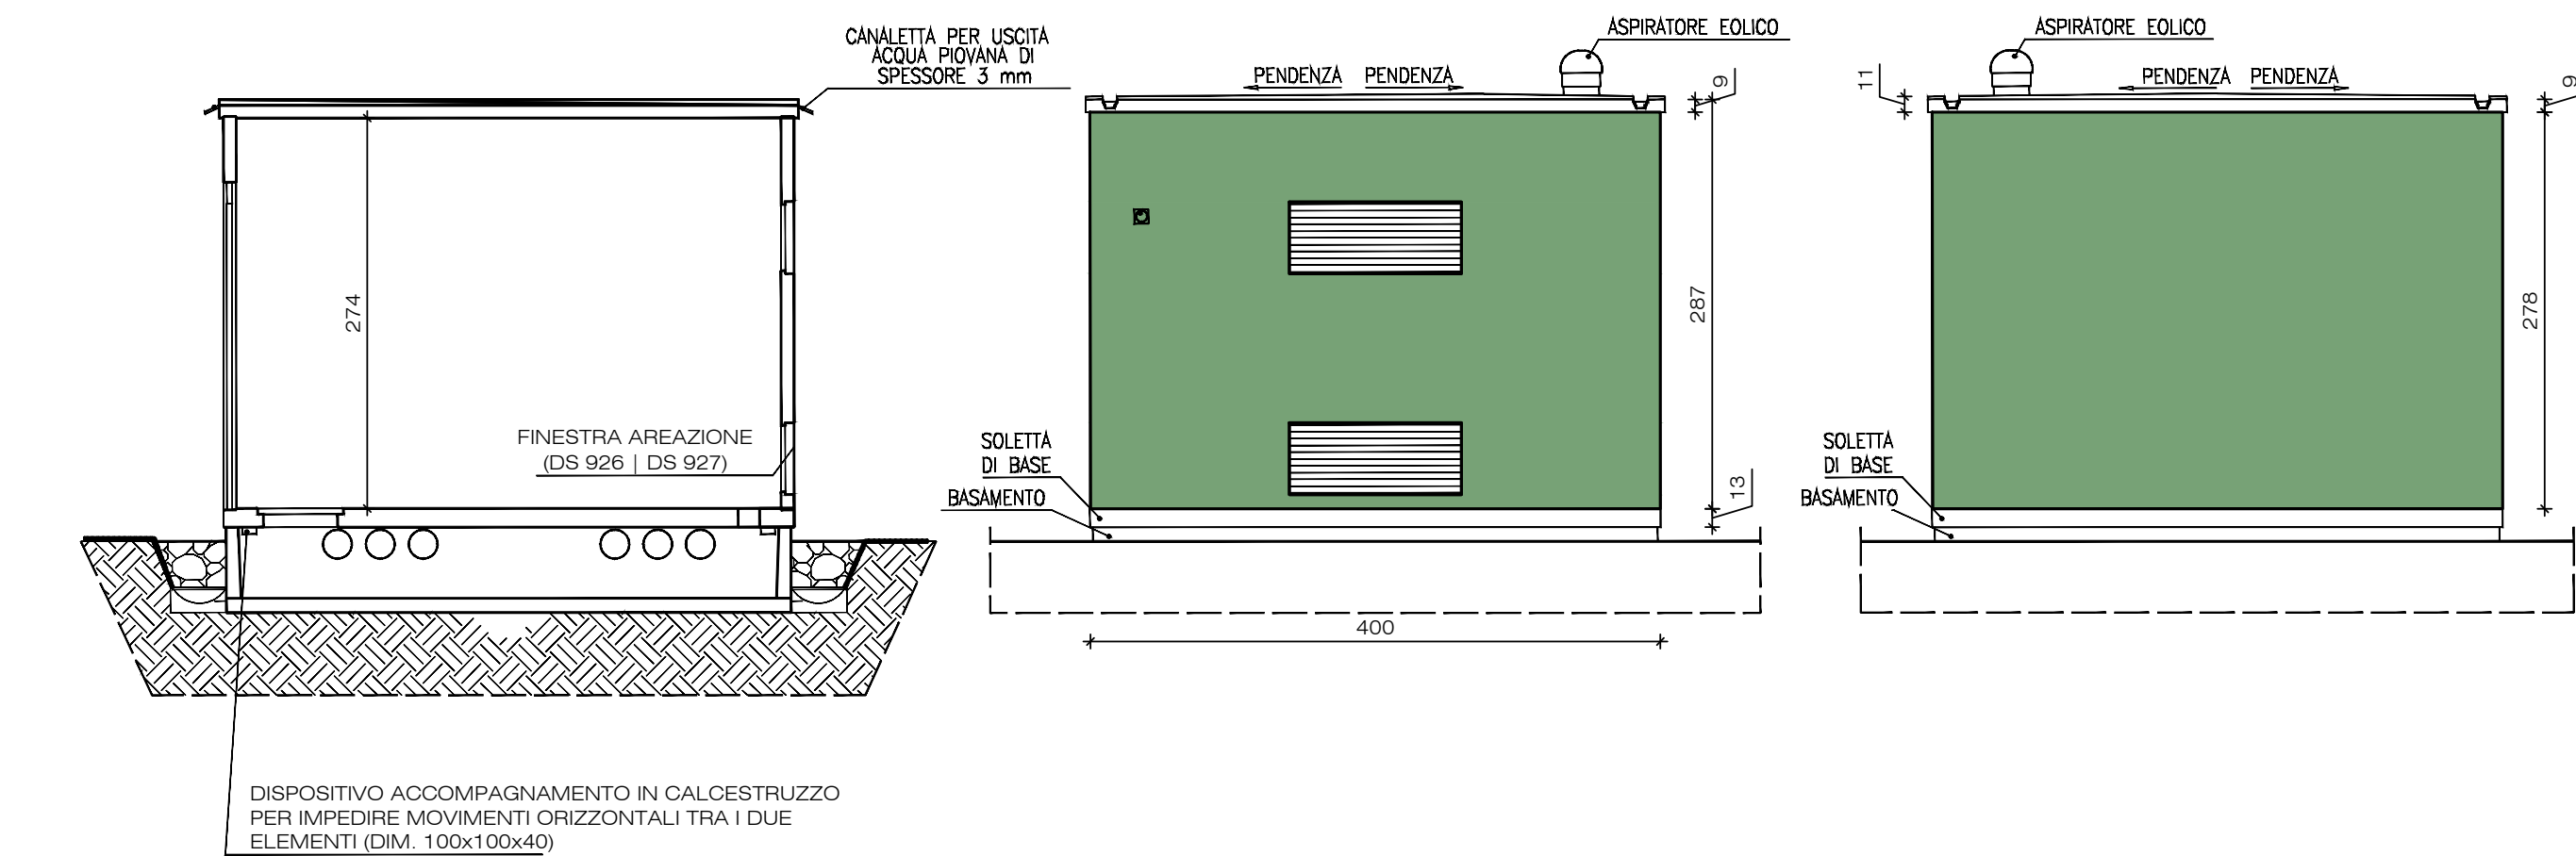 CANALETTA PER USCITA
ACQUA PIOVANA DI
SPESSORE 3 mm
274
FINESTRA AREAZIONE
(DS 926 | DS 927)
DISPOSITIVO ACCOMPAGNAMENTO IN CALCESTRUZZO
PER IMPEDIRE MOVIMENTI ORIZZONTALI TRA I DUE
ELEMENTI (DIM. 100x100x40)
ASPIRATORE EOLICO
PENDENZA PENDENZA
9
287
SOLETTA
DI BASE
BASAMENTO
13
400
ASPIRATORE EOLICO
11
PENDENZA PENDENZA
9
278
SOLETTA
DI BASE
BASAMENTO